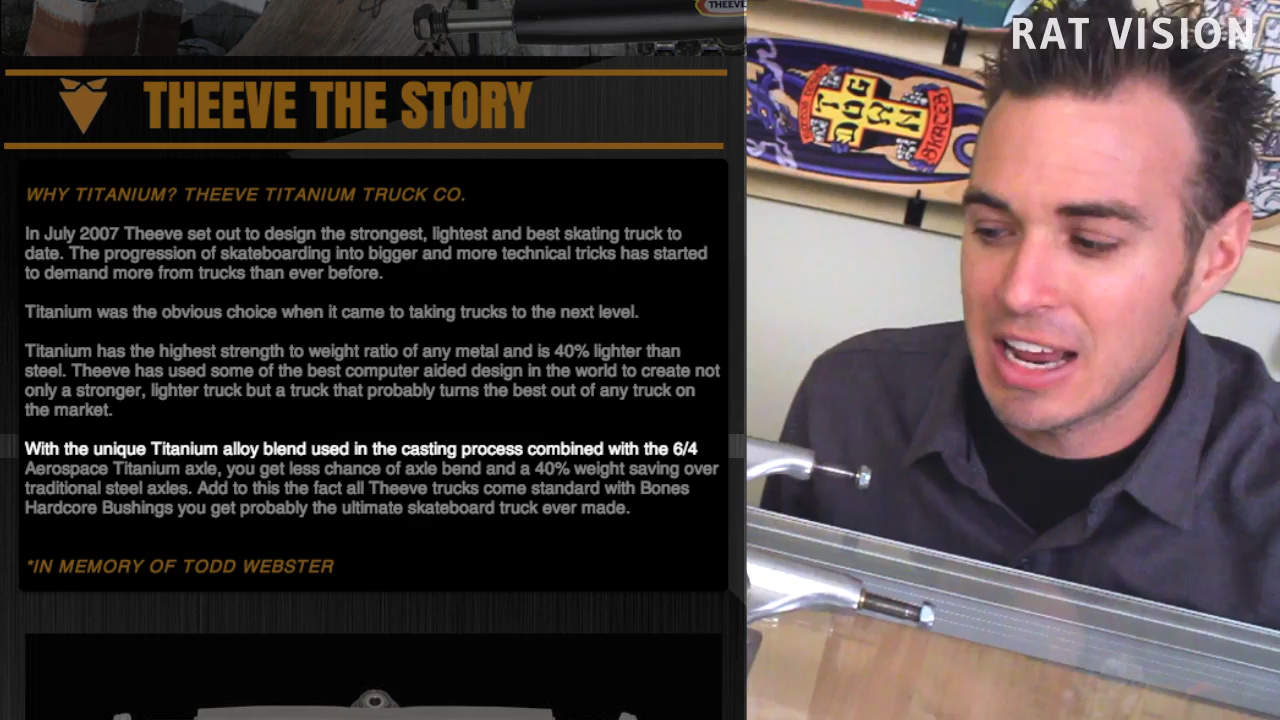 THEEVE
RAT VISION
THEEVE THE STORY
DOG
TOWN
SKATES
WHY TITANIUM? THEEVE TITANIUM TRUCK CO.
In July 2007 Theeve set out to design the strongest, lightest and best skating truck to
date. The progression of skateboarding into bigger and more technical tricks has started
to demand more from trucks than ever before.
Titanium was the obvious choice when it came to taking trucks to the next level.
Titanium has the highest strength to weight ratio of any metal and is 40% lighter than
steel. Theeve has used some of the best computer aided design in the world to create not
only a stronger, lighter truck but a truck that probably turns the best out of any truck on
the market.
With the unique Titanium alloy blend used in the casting process combined with the 6/4
Aerospace Titanium axle, you get less chance of axle bend and a 40% weight saving over
traditional steel axles. Add to this the fact all Theeve trucks come standard with Bones
Hardcore Bushings you get probably the ultimate skateboard truck ever made.
*IN MEMORY OF TODD WEBSTER